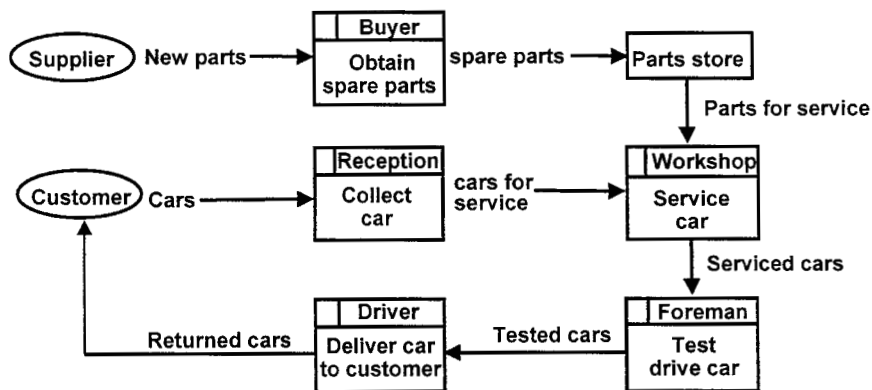 Supplier
New parts
Buyer
Obtain
spare parts
spare parts
Parts store
Parts for service
Customer
Cars
Reception
Collect
car
cars for
service
Workshop
Service
car
Serviced cars
Returned cars
Driver
Deliver car
to customer
Tested cars
Foreman
Test
drive car